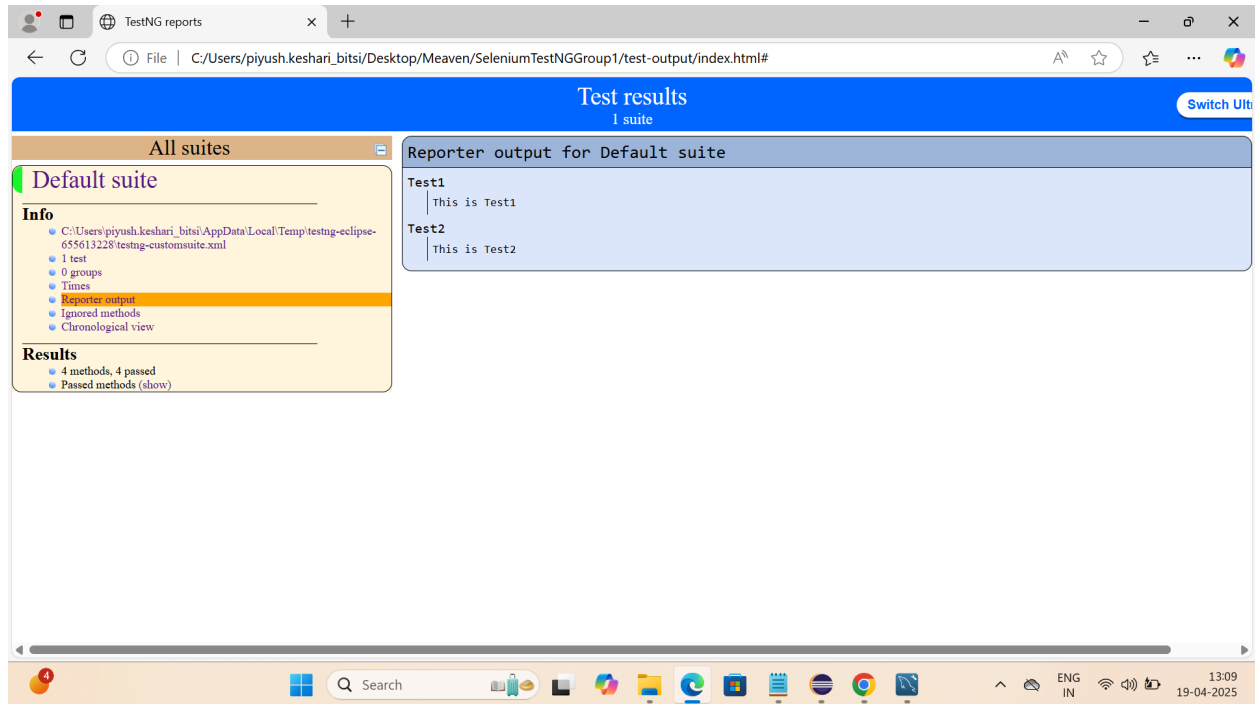 TestNG reports
File
C:/Users/piyush.keshari_bitsi/Desktop/Meaven/SeleniumTestNGGroup1/test-output/index.html#
Test results
1 suite
Switch Ult
All suites
Default suite
Info
C:\Users\piyush.keshari_bitsi\AppData\Local\Temp\testng-eclipse-
655613228\testng-customsuite.xml
1 test
0 groups
Times
Reporter output
Ignored methods
Chronological view
Results
4 methods, 4 passed
Passed methods (show)
Reporter output for Default suite
Test1
This is Test1
Test2
This is Test2
4
Search
ENG
IN
13:09
19-04-2025